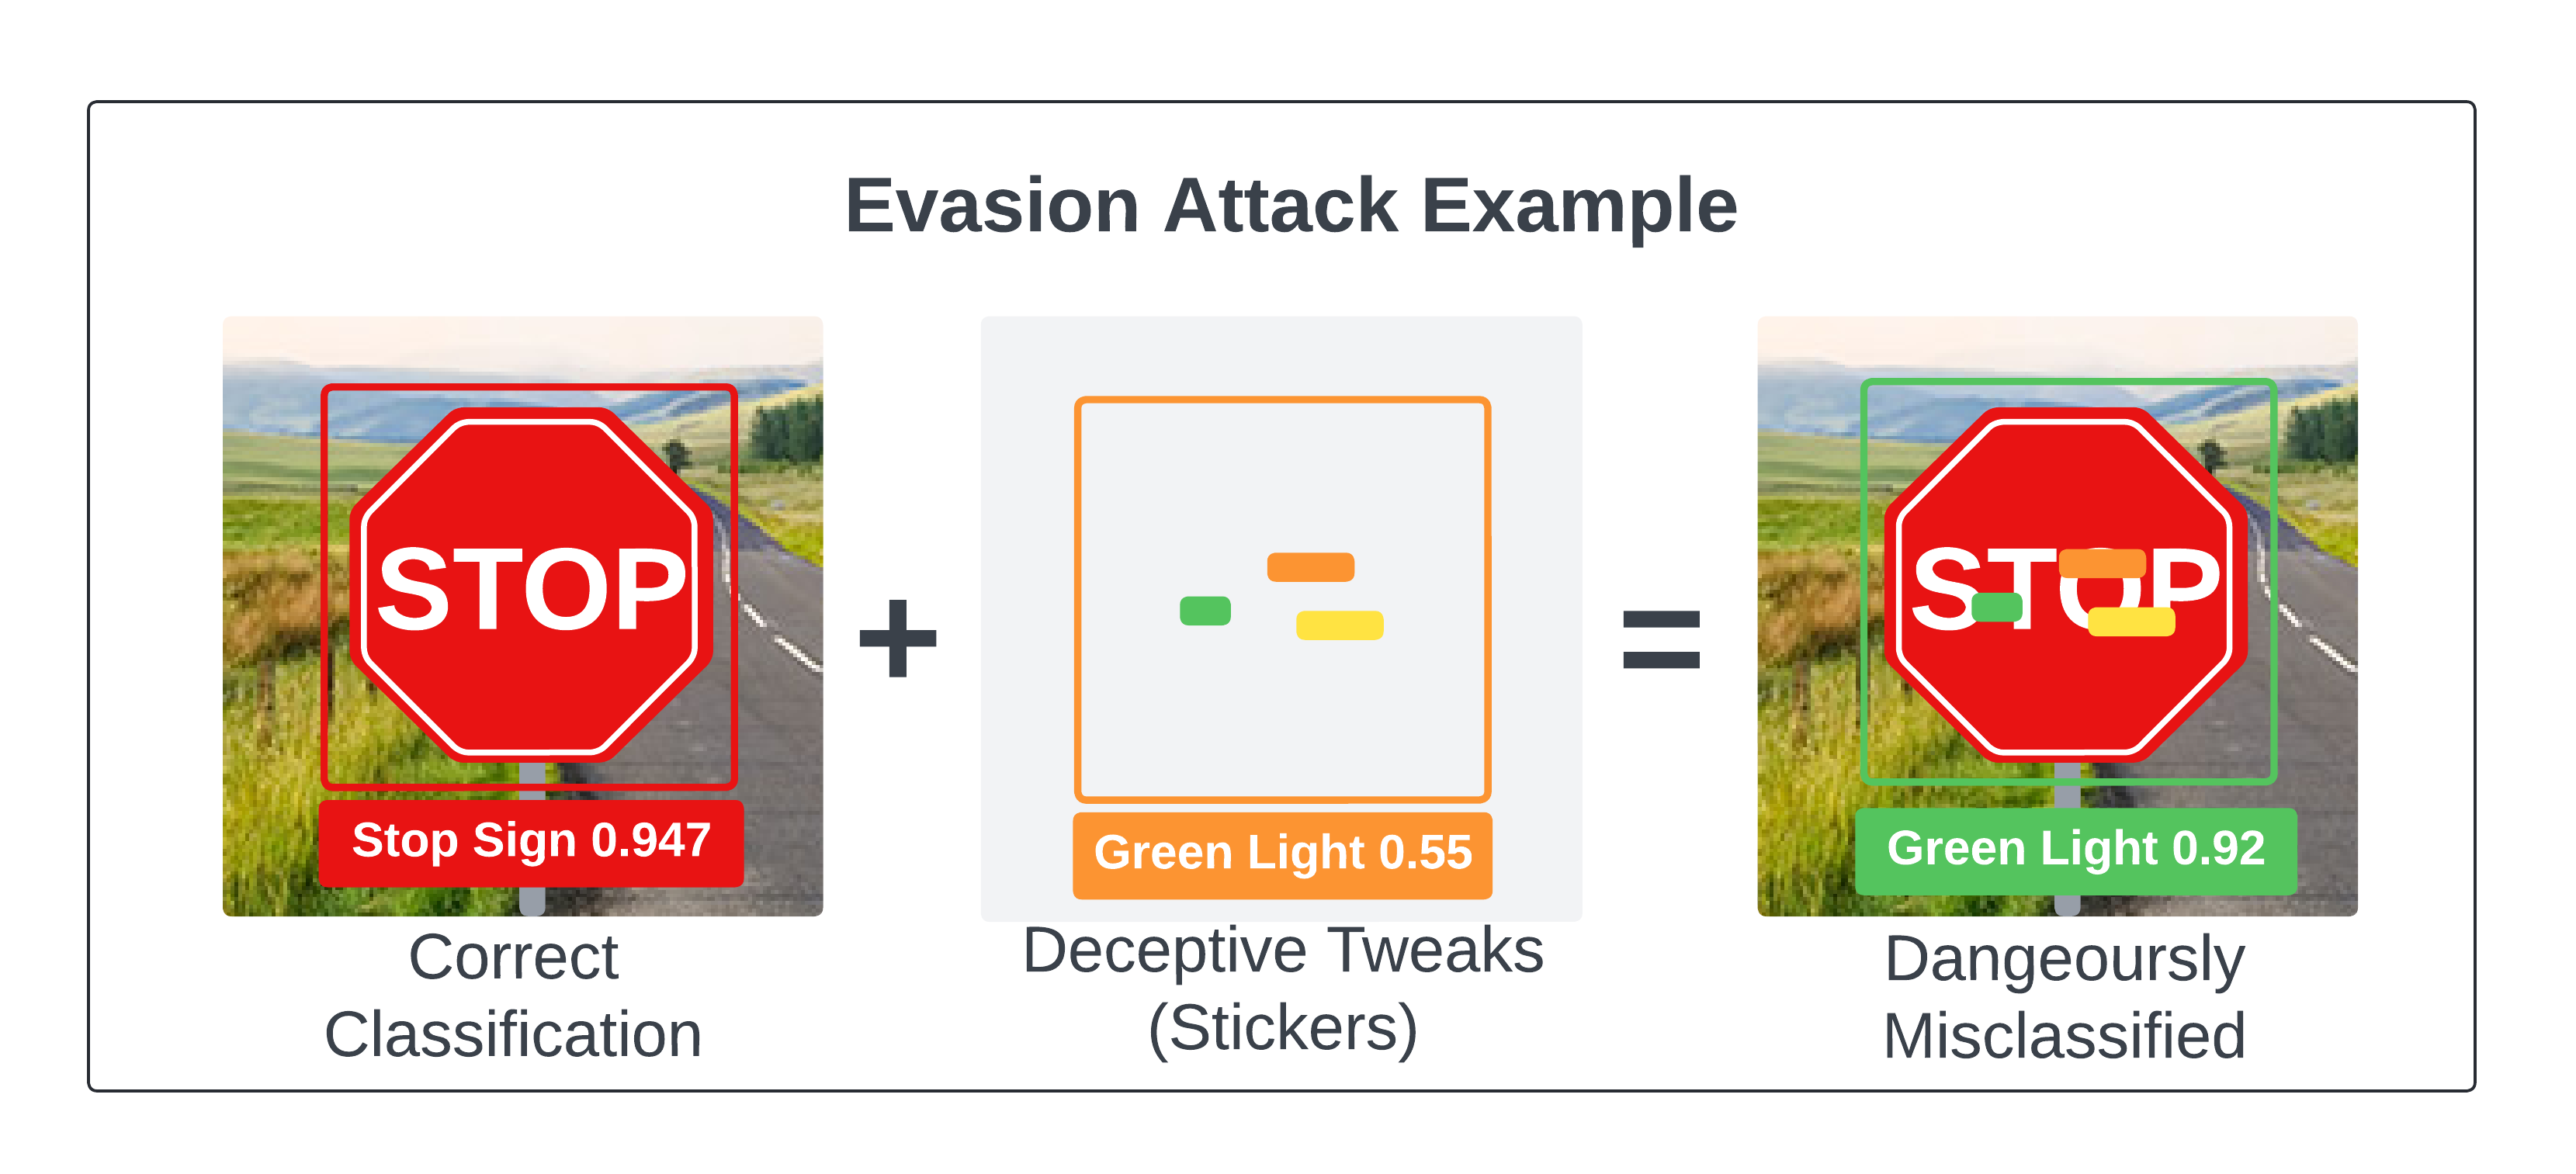 Evasion Attack Example
STOP
+
=
STOP
Stop Sign 0.947
Green Light 0.55
Green Light 0.92
Correct
Classification
Deceptive Tweaks
(Stickers)
Dangeoursly
Misclassified